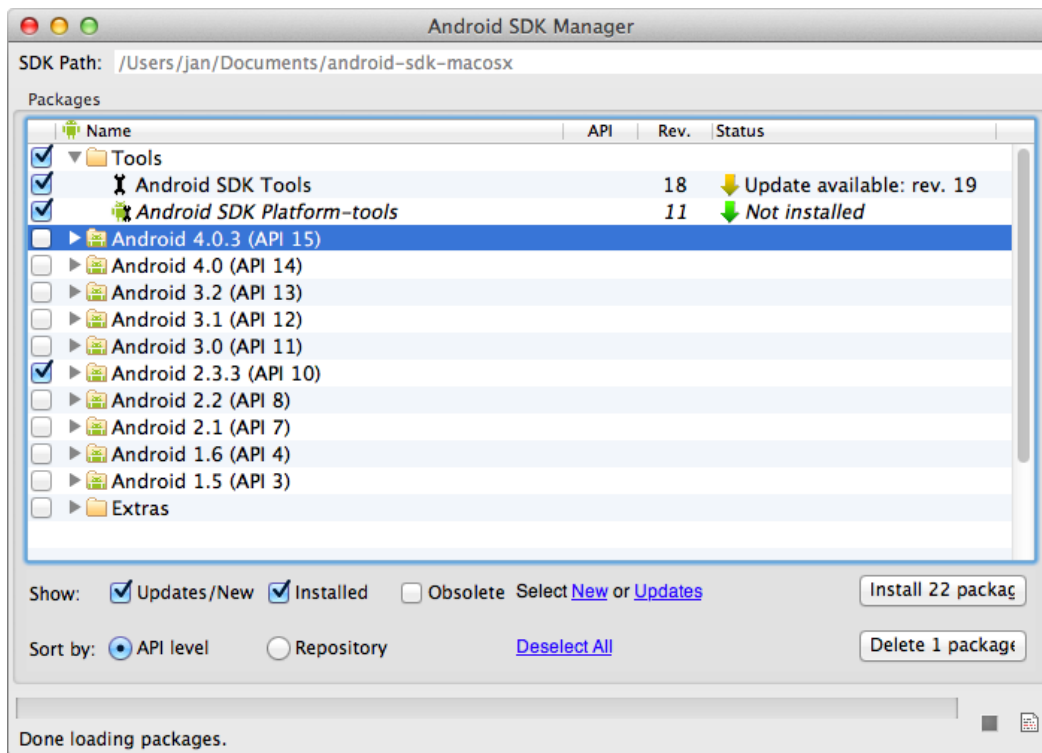 Android SDK Manager
SDK Path: /Users/jan/Documents/android-sdk-macosx
Packages
Name API Rev. Status
Tools
Android SDK Tools 18 Update available: rev. 19
Android SDK Platform-tools 11 Not installed
Android 4.0.3 (API 15)
Android 4.0 (API 14)
Android 3.2 (API 13)
Android 3.1 (API 12)
Android 3.0 (API 11)
Android 2.3.3 (API 10)
Android 2.2 (API 8)
Android 2.1 (API 7)
Android 1.6 (API 4)
Android 1.5 (API 3)
Extras
Show: Updates/New Installed Obsolete Select New or Updates Install 22 packag
Sort by: API level Repository Deselect All Delete 1 package
Done loading packages.